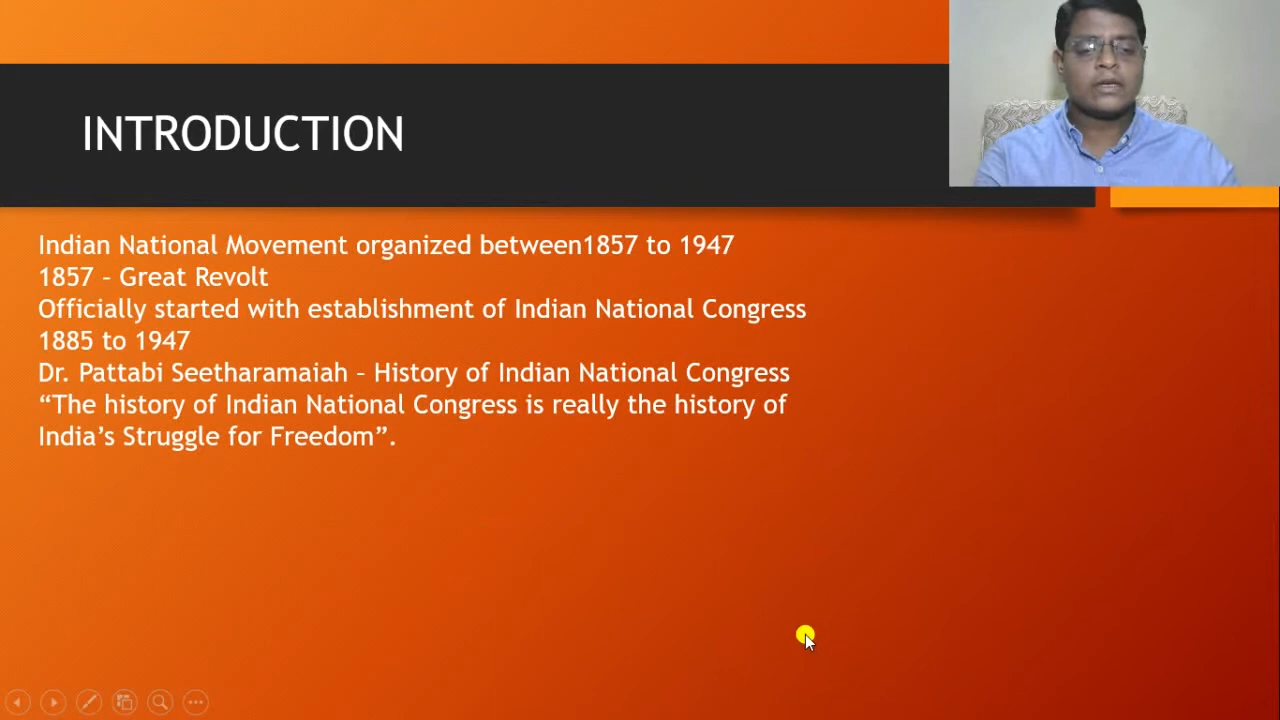 INTRODUCTION
Indian National Movement organized between1857 to 1947
1857 – Great Revolt
Officially started with establishment of Indian National Congress
1885 to 1947
Dr. Pattabi Seetharamaiah – History of Indian National Congress
“The history of Indian National Congress is really the history of
India’s Struggle for Freedom”.